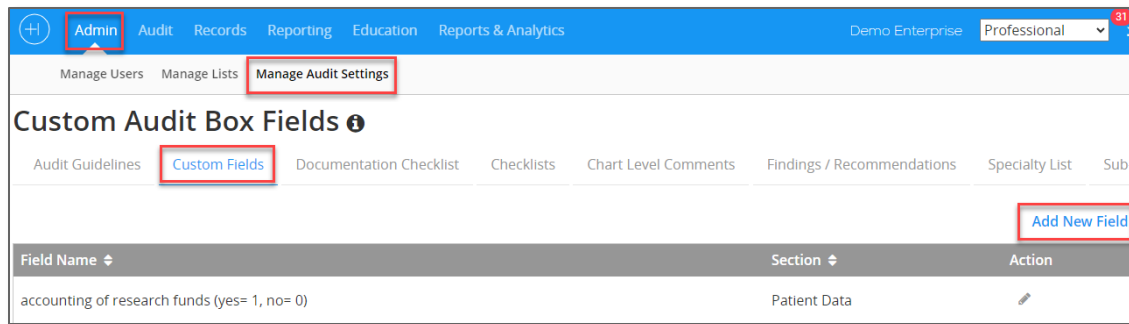 Admin Audit Records Reporting Education Reports & Analytics Demo Enterprise Professional 31
Manage Users Manage Lists Manage Audit Settings
Custom Audit Box Fields
Audit Guidelines Custom Fields Documentation Checklist Checklists Chart Level Comments Findings / Recommendations Specialty List Sub
Add New Field
Field Name Section Action
accounting of research funds (yes= 1, no= 0) Patient Data